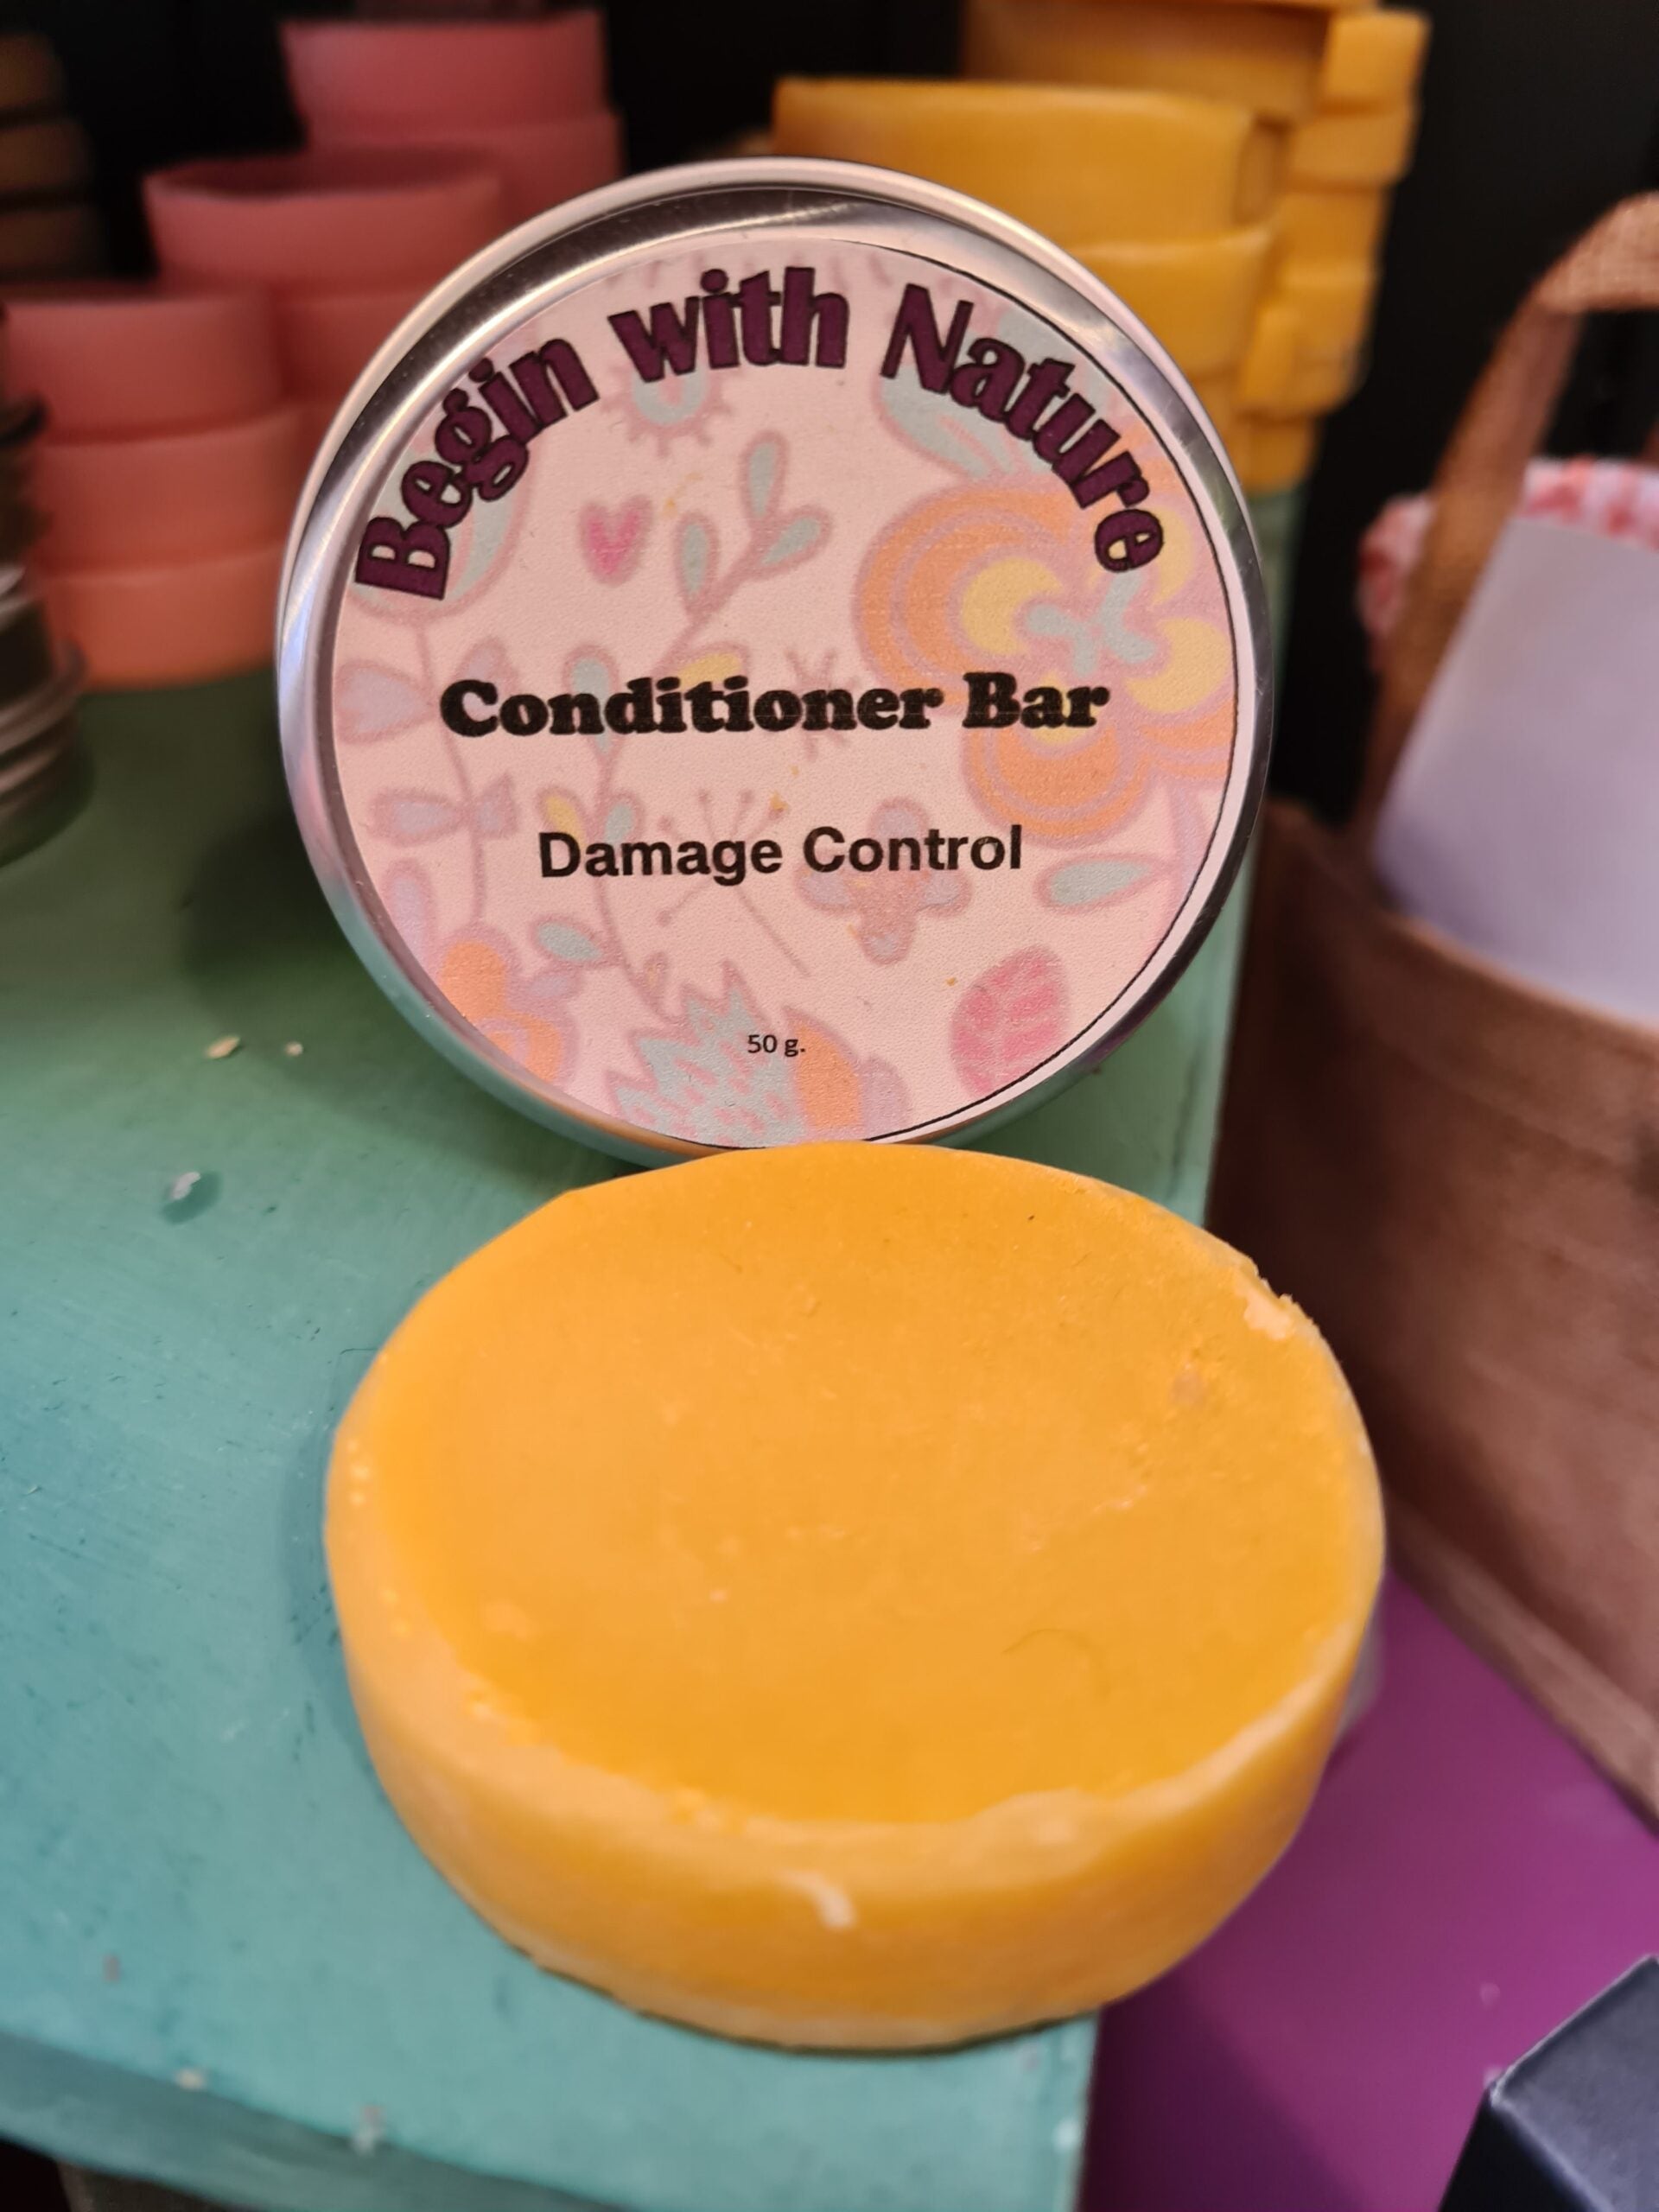 Begin with Nature
Conditioner Bar
Damage Control
50 g.